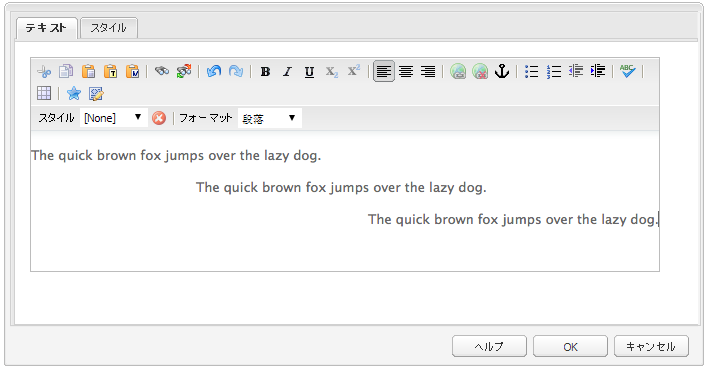 テキスト スタイル
B I U X₂ X² ABC
スタイル [None] フォーマット 段落
The quick brown fox jumps over the lazy dog.
The quick brown fox jumps over the lazy dog.
The quick brown fox jumps over the lazy dog.
ヘルプ OK キャンセル